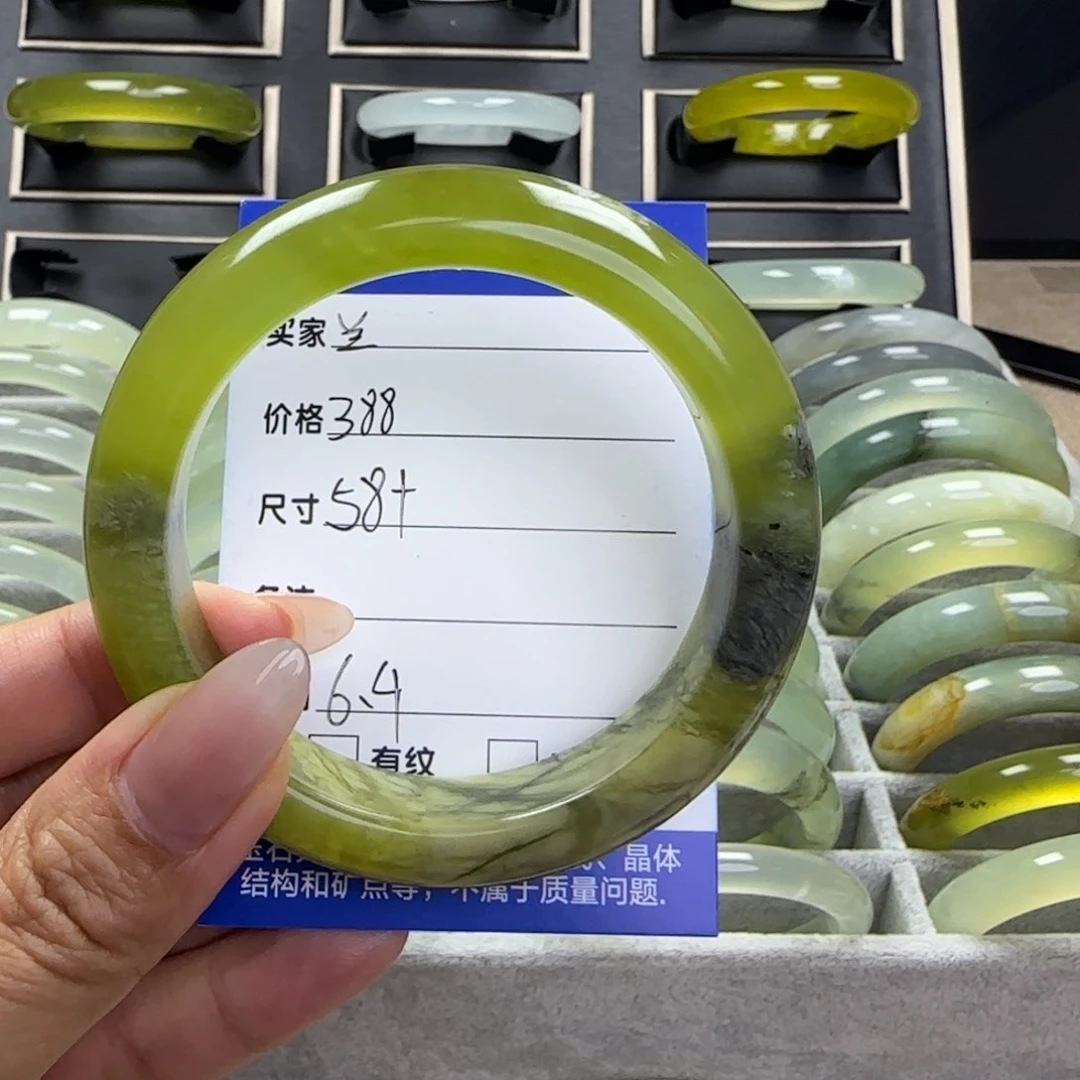 买家
价格388
尺寸58+
6.4
有纹
晶体
结构和矿点等，不属于质量问题.